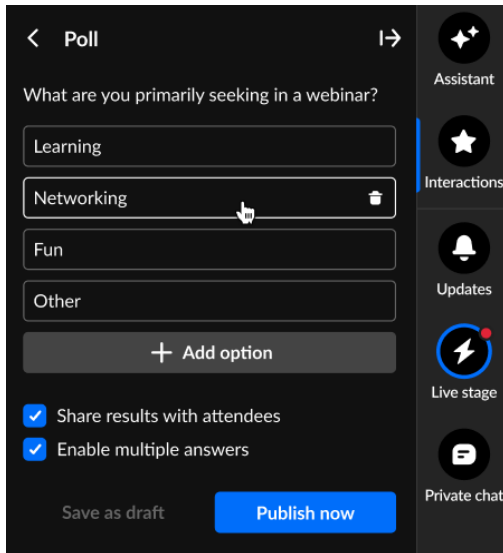 Poll
What are you primarily seeking in a webinar?
Learning
Networking
Fun
Other
Add option
Share results with attendees
Enable multiple answers
Save as draft
Publish now
Assistant
Interactions
Updates
Live stage
Private chat